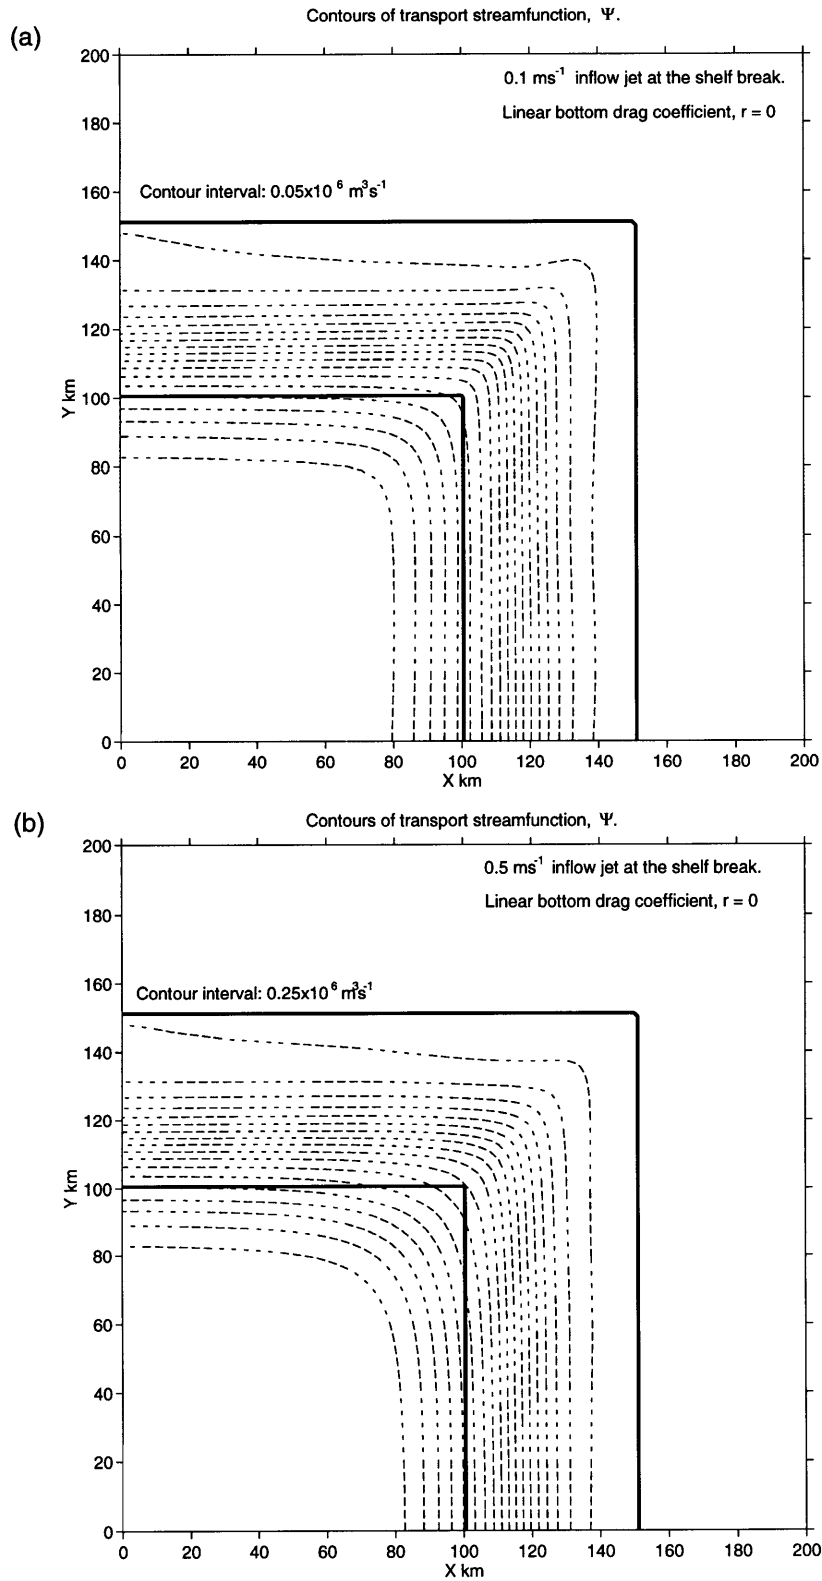 (a)
Contours of transport streamfunction, Ψ.
0.1 ms⁻¹ inflow jet at the shelf break.
Linear bottom drag coefficient, r = 0
Contour interval: 0.05x10⁶ m³s⁻¹
200
180
160
140
120
100
80
60
40
20
0
Y km
0 20 40 60 80 100 120 140 160 180 200
X km
(b)
Contours of transport streamfunction, Ψ.
0.5 ms⁻¹ inflow jet at the shelf break.
Linear bottom drag coefficient, r = 0
Contour interval: 0.25x10⁶ m³s⁻¹
200
180
160
140
120
100
80
60
40
20
0
Y km
0 20 40 60 80 100 120 140 160 180 200
X km